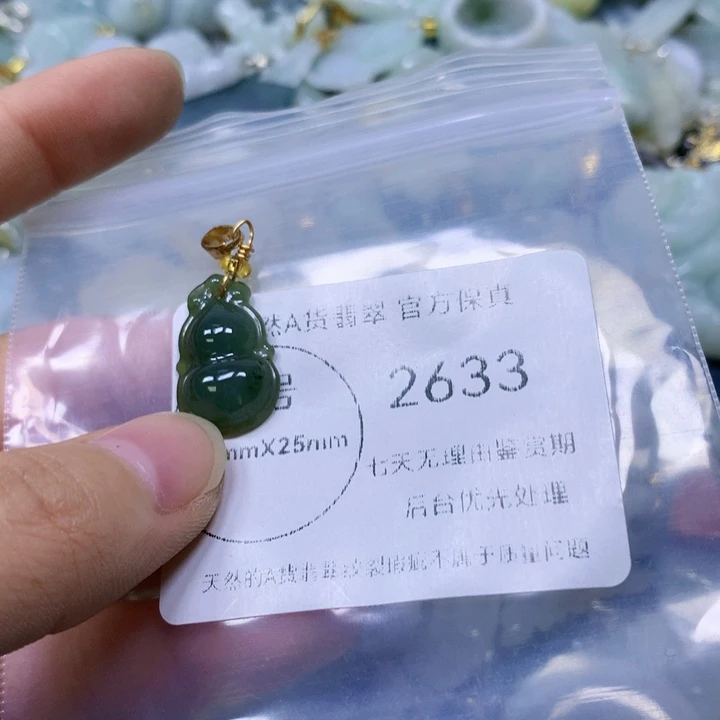 然A货翡翠 官方保真
2633
mmX25mm
七天无理由鉴赏期
后台优先处理
天然的A货翡翠纹裂瑕疵不属于质量问题